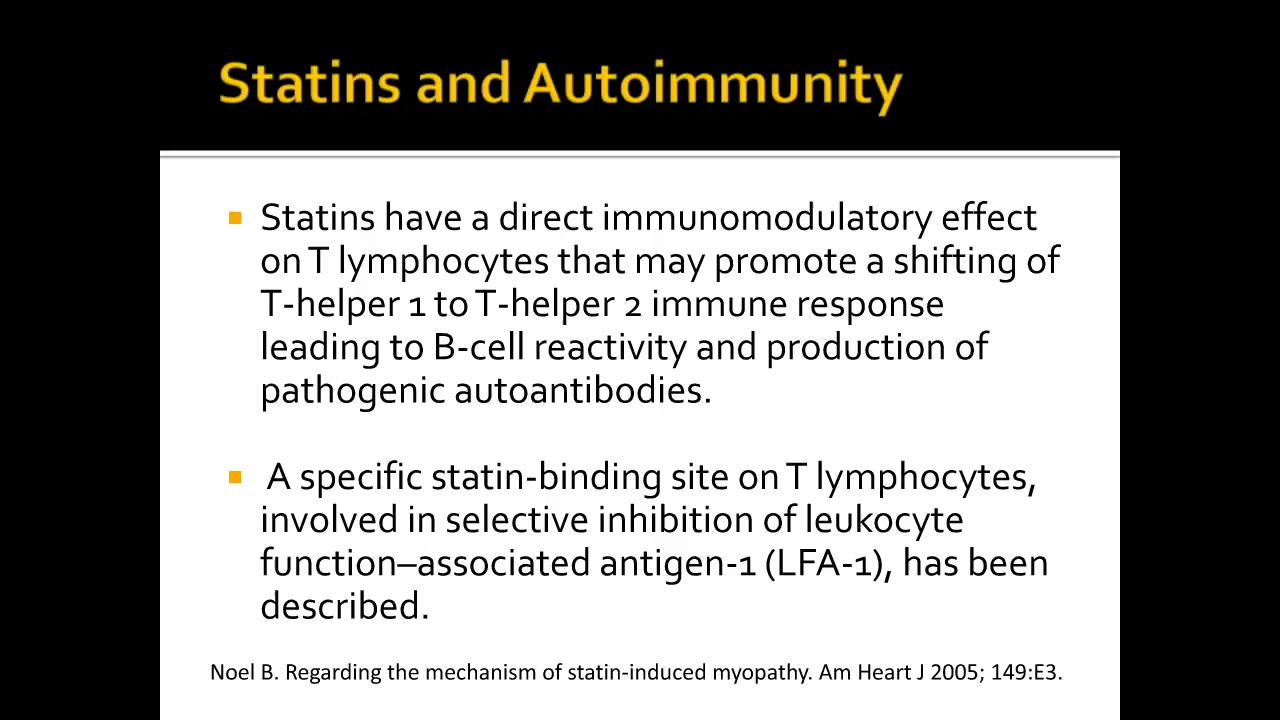 Statins and Autoimmunity
Statins have a direct immunomodulatory effect
on T lymphocytes that may promote a shifting of
T-helper 1 to T-helper 2 immune response
leading to B-cell reactivity and production of
pathogenic autoantibodies.
A specific statin-binding site on T lymphocytes,
involved in selective inhibition of leukocyte
function–associated antigen-1 (LFA-1), has been
described.
Noel B. Regarding the mechanism of statin-induced myopathy. Am Heart J 2005; 149:E3.